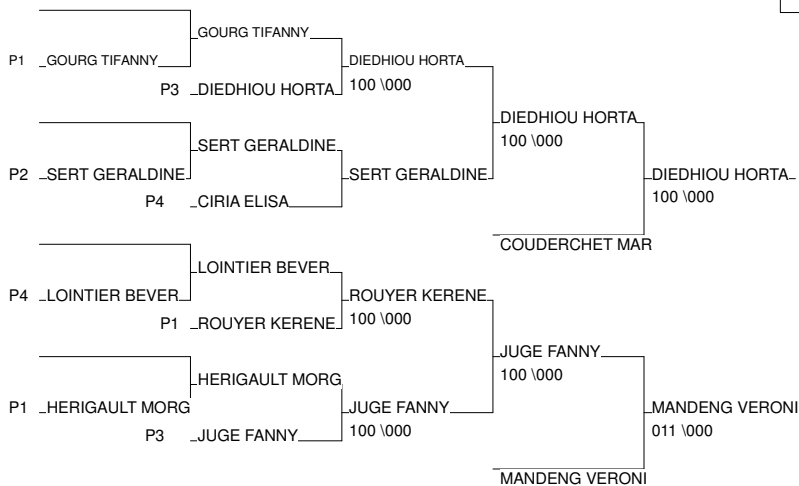 GOURG TIFANNY
P1 GOURG TIFANNY DIEDHIOU HORTA
P3 DIEDHIOU HORTA 100 \000
DIEDHIOU HORTA
100 \000
SERT GERALDINE
P2 SERT GERALDINE SERT GERALDINE DIEDHIOU HORTA
P4 CIRIA ELISA 100 \000
COUDERCHET MAR
LOINTIER BEVER
P4 LOINTIER BEVER ROUYER KERENE
P1 ROUYER KERENE 100 \000
JUGE FANNY
100 \000
HERIGAULT MORG
P1 HERIGAULT MORG JUGE FANNY MANDENG VERONI
P3 JUGE FANNY 100 \000 011 \000
MANDENG VERONI